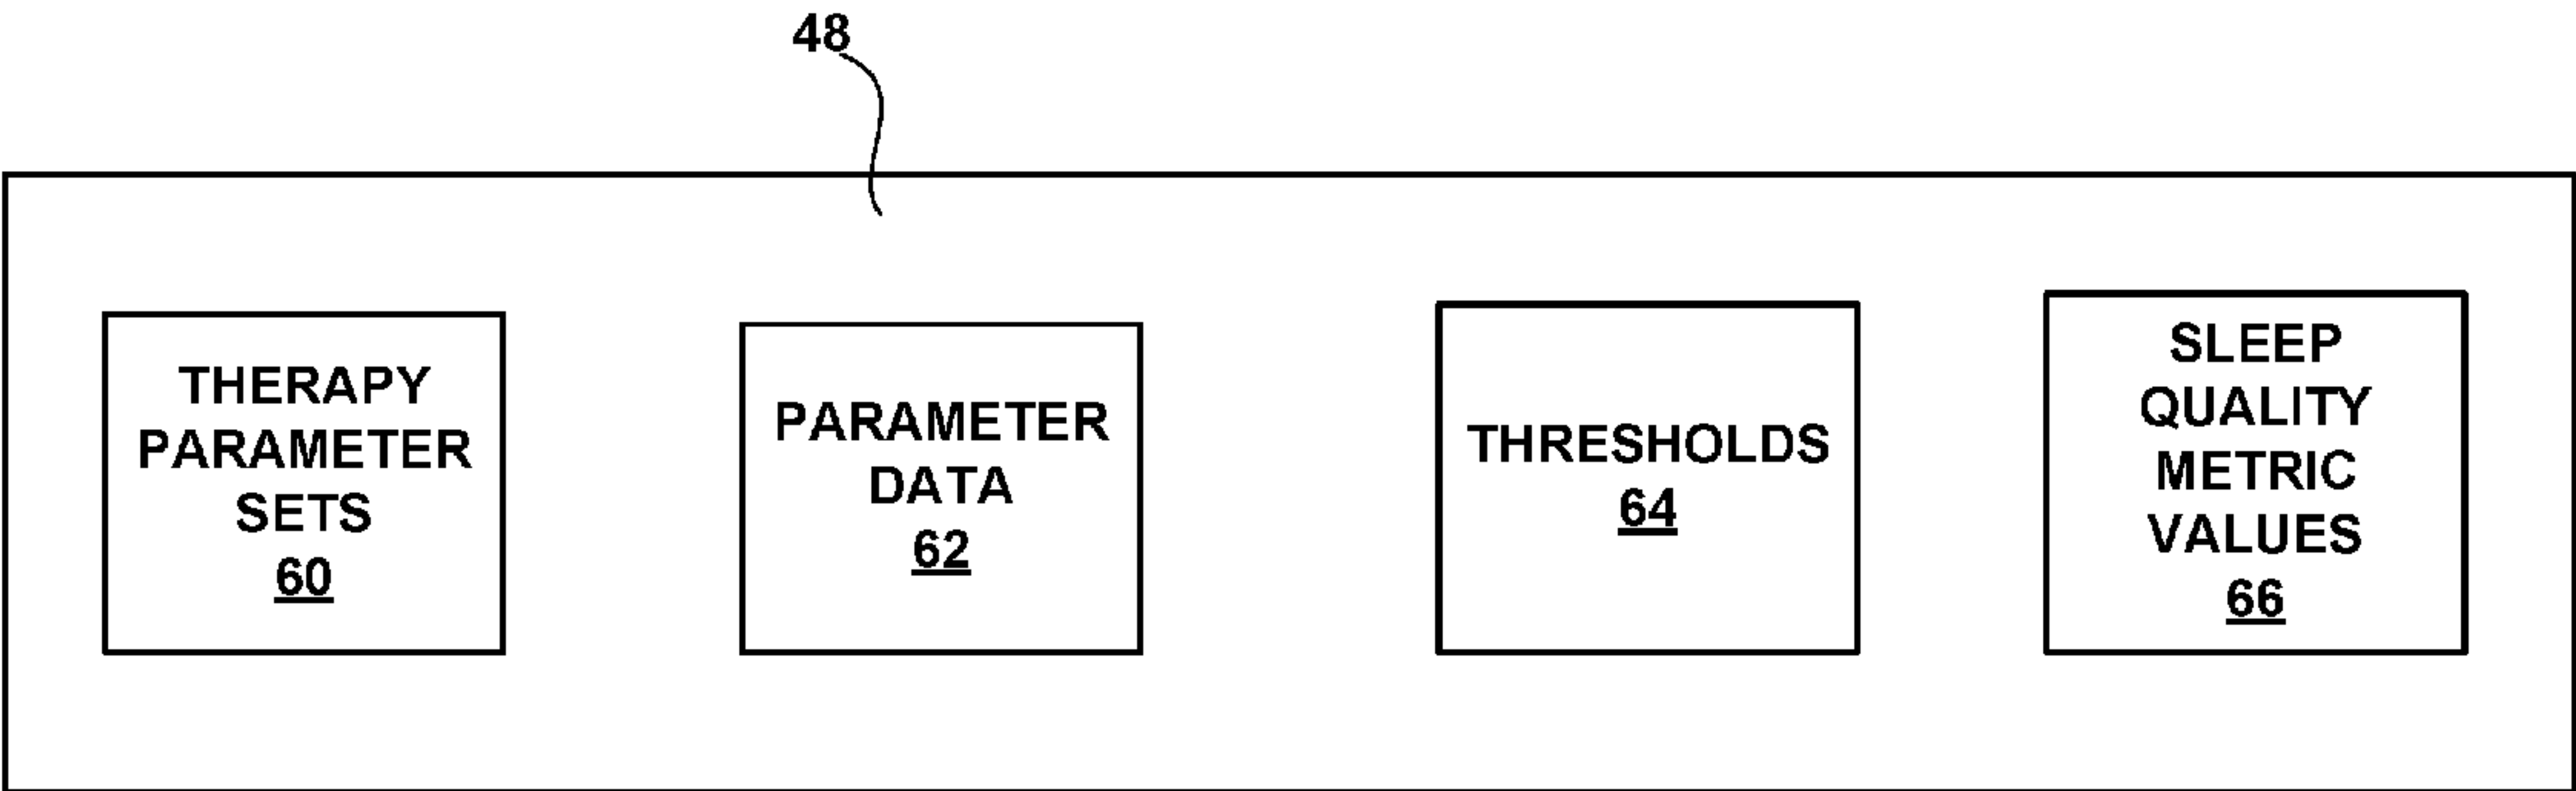 48
THERAPY
PARAMETER
SETS
60
PARAMETER
DATA
62
THRESHOLDS
64
SLEEP
QUALITY
METRIC
VALUES
66